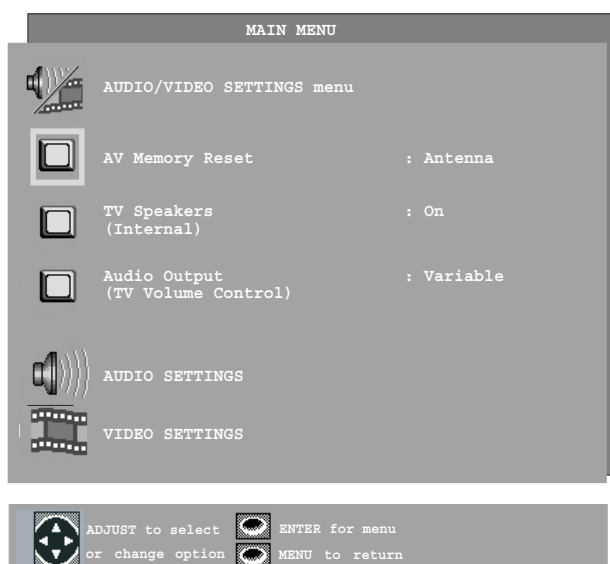 MAIN MENU
AUDIO/VIDEO SETTINGS menu
AV Memory Reset : Antenna
TV Speakers : On
(Internal)
Audio Output : Variable
(TV Volume Control)
AUDIO SETTINGS
VIDEO SETTINGS
ADJUST to select ENTER for menu
or change option MENU to return